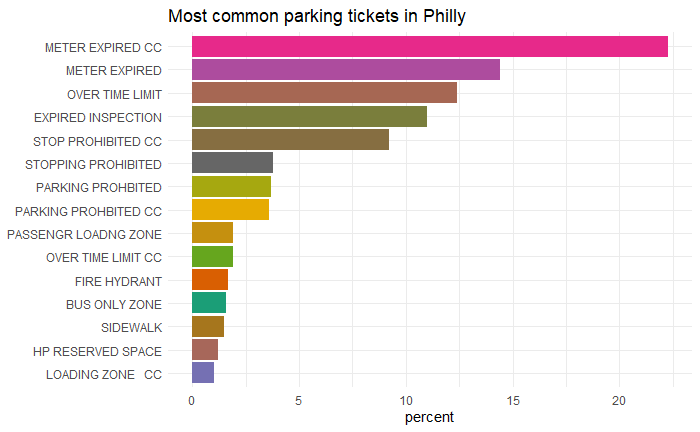 Most common parking tickets in Philly
METER EXPIRED CC
METER EXPIRED
OVER TIME LIMIT
EXPIRED INSPECTION
STOP PROHIBITED CC
STOPPING PROHIBITED
PARKING PROHBITED
PARKING PROHBITED CC
PASSENGR LOADNG ZONE
OVER TIME LIMIT CC
FIRE HYDRANT
BUS ONLY ZONE
SIDEWALK
HP RESERVED SPACE
LOADING ZONE   CC
0 5 10 15 20
percent